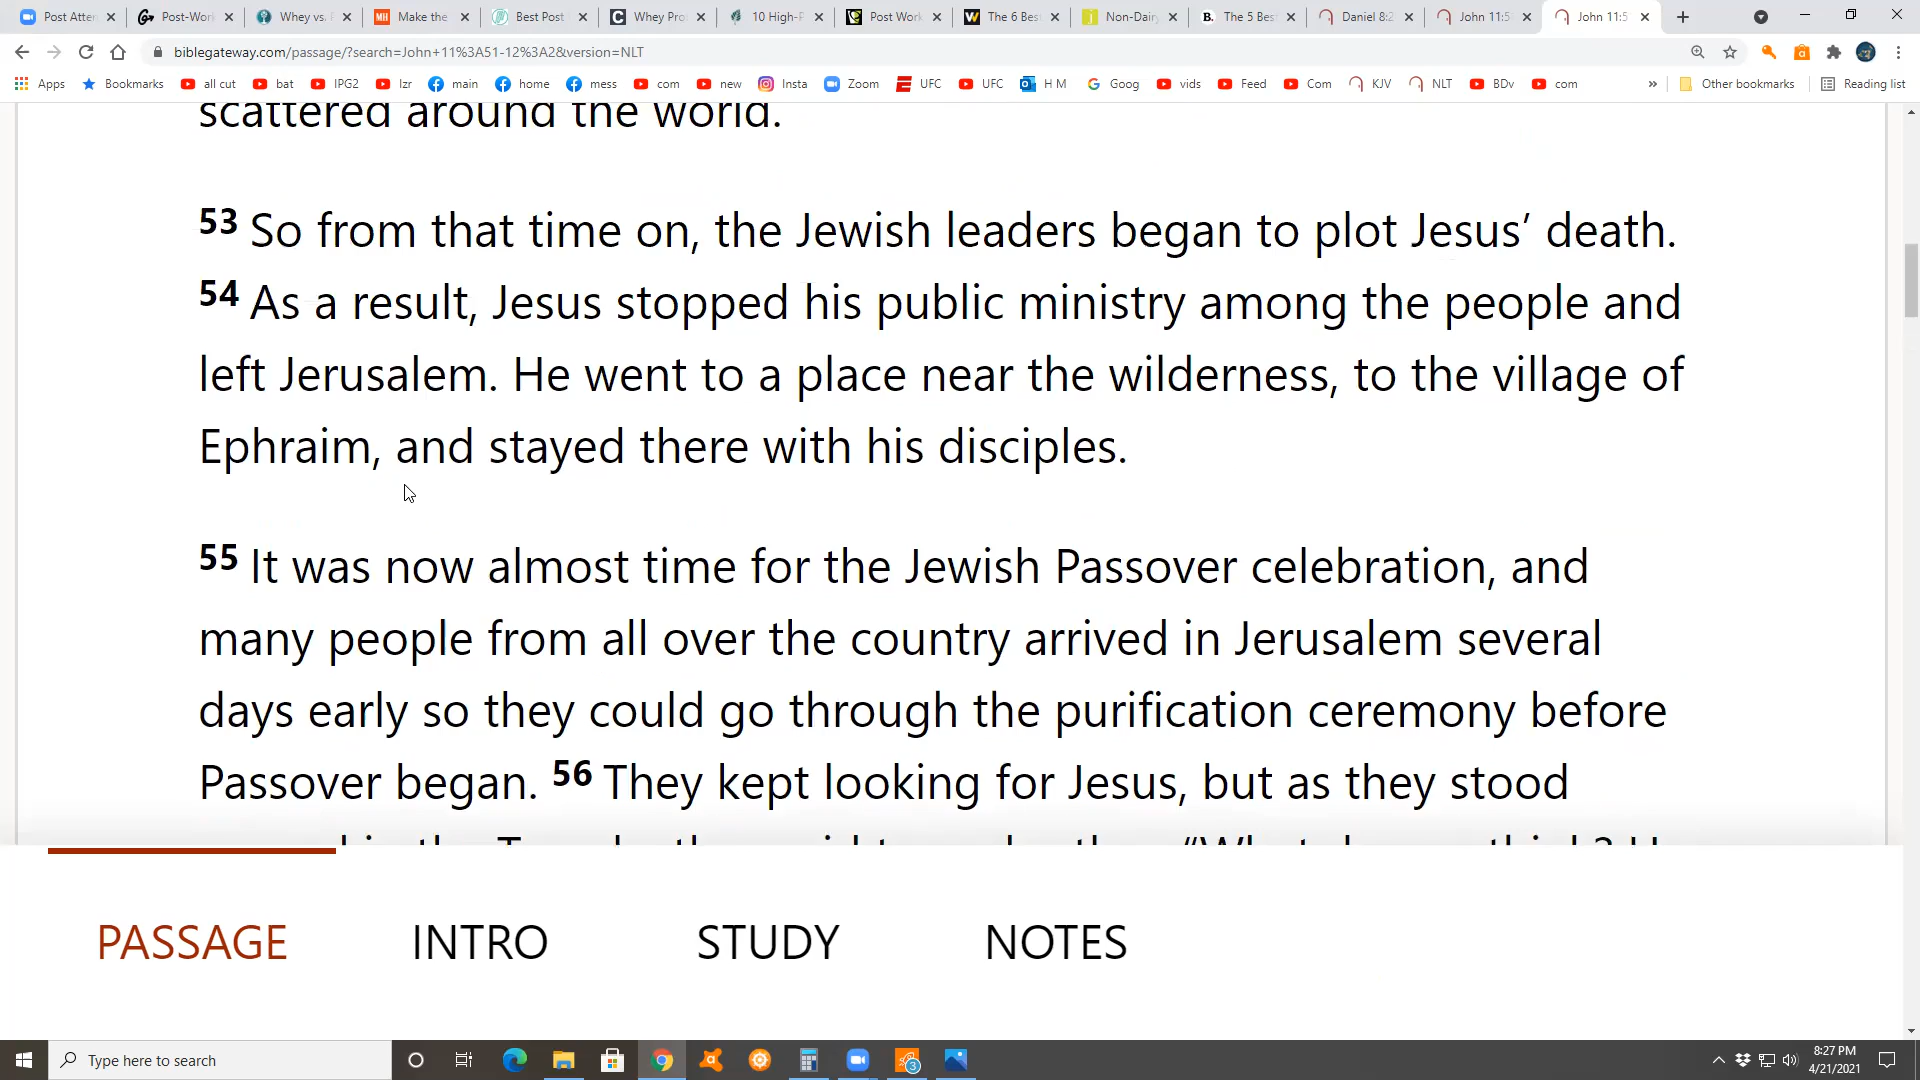 Post Atten
Post-Work
Whey vs.
Make the
Best Post
Whey Pro
10 High-P
Post Work
The 6 Bes
Non-Dairy
The 5 Bes
Daniel 8:2
John 11:5
John 11:5
biblegateway.com/passage/?search=John+11%3A51-12%3A2&version=NLT
Apps Bookmarks all cut bat IPG2 lzr main home mess com new Insta Zoom UFC UFC H M Goog vids Feed Com KJV NLT BDv com » Other bookmarks Reading list
scattered around the world.
53 So from that time on, the Jewish leaders began to plot Jesus’ death.
54 As a result, Jesus stopped his public ministry among the people and
left Jerusalem. He went to a place near the wilderness, to the village of
Ephraim, and stayed there with his disciples.
55 It was now almost time for the Jewish Passover celebration, and
many people from all over the country arrived in Jerusalem several
days early so they could go through the purification ceremony before
Passover began. 56 They kept looking for Jesus, but as they stood
PASSAGE INTRO STUDY NOTES
Type here to search
3
8:27 PM
4/21/2021